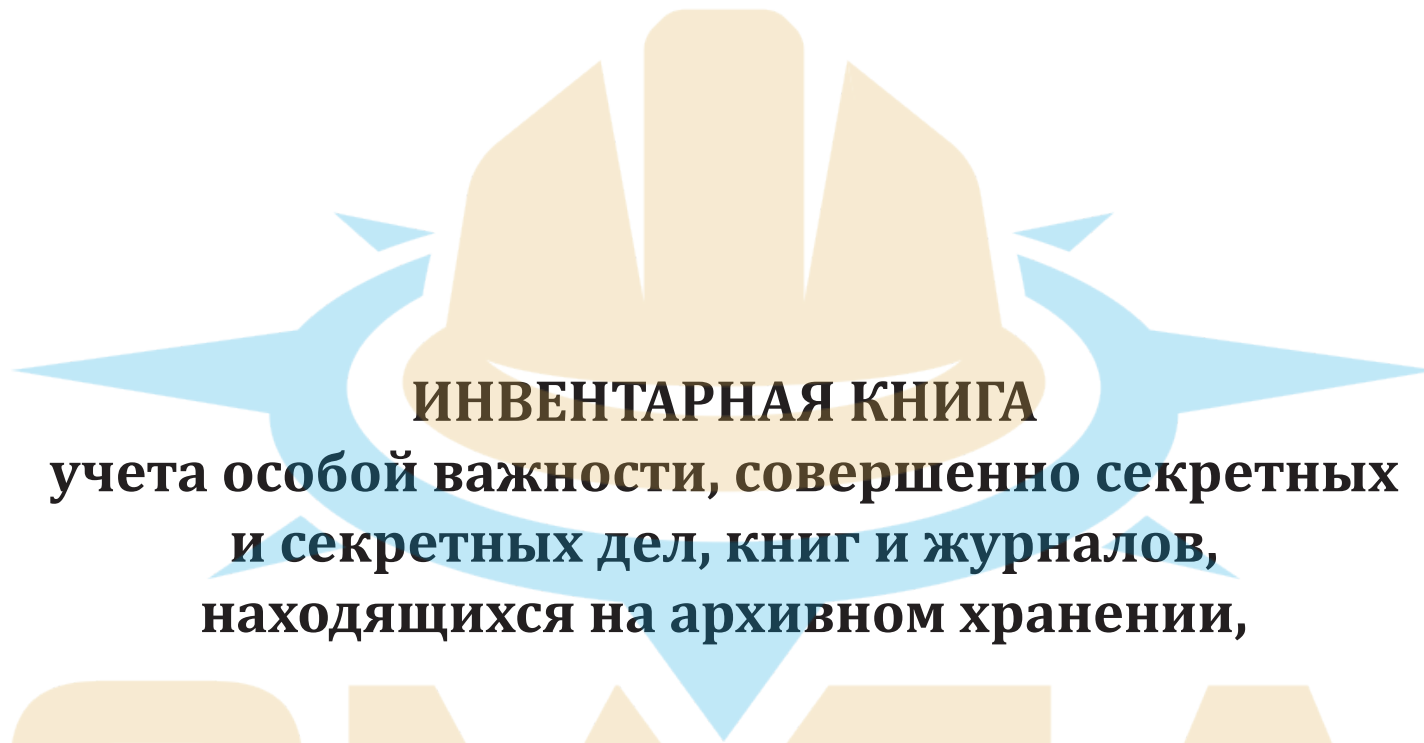 ИНВЕНТАРНАЯ КНИГА
учета особой важности, совершенно секретных
и секретных дел, книг и журналов,
находящихся на архивном хранении,